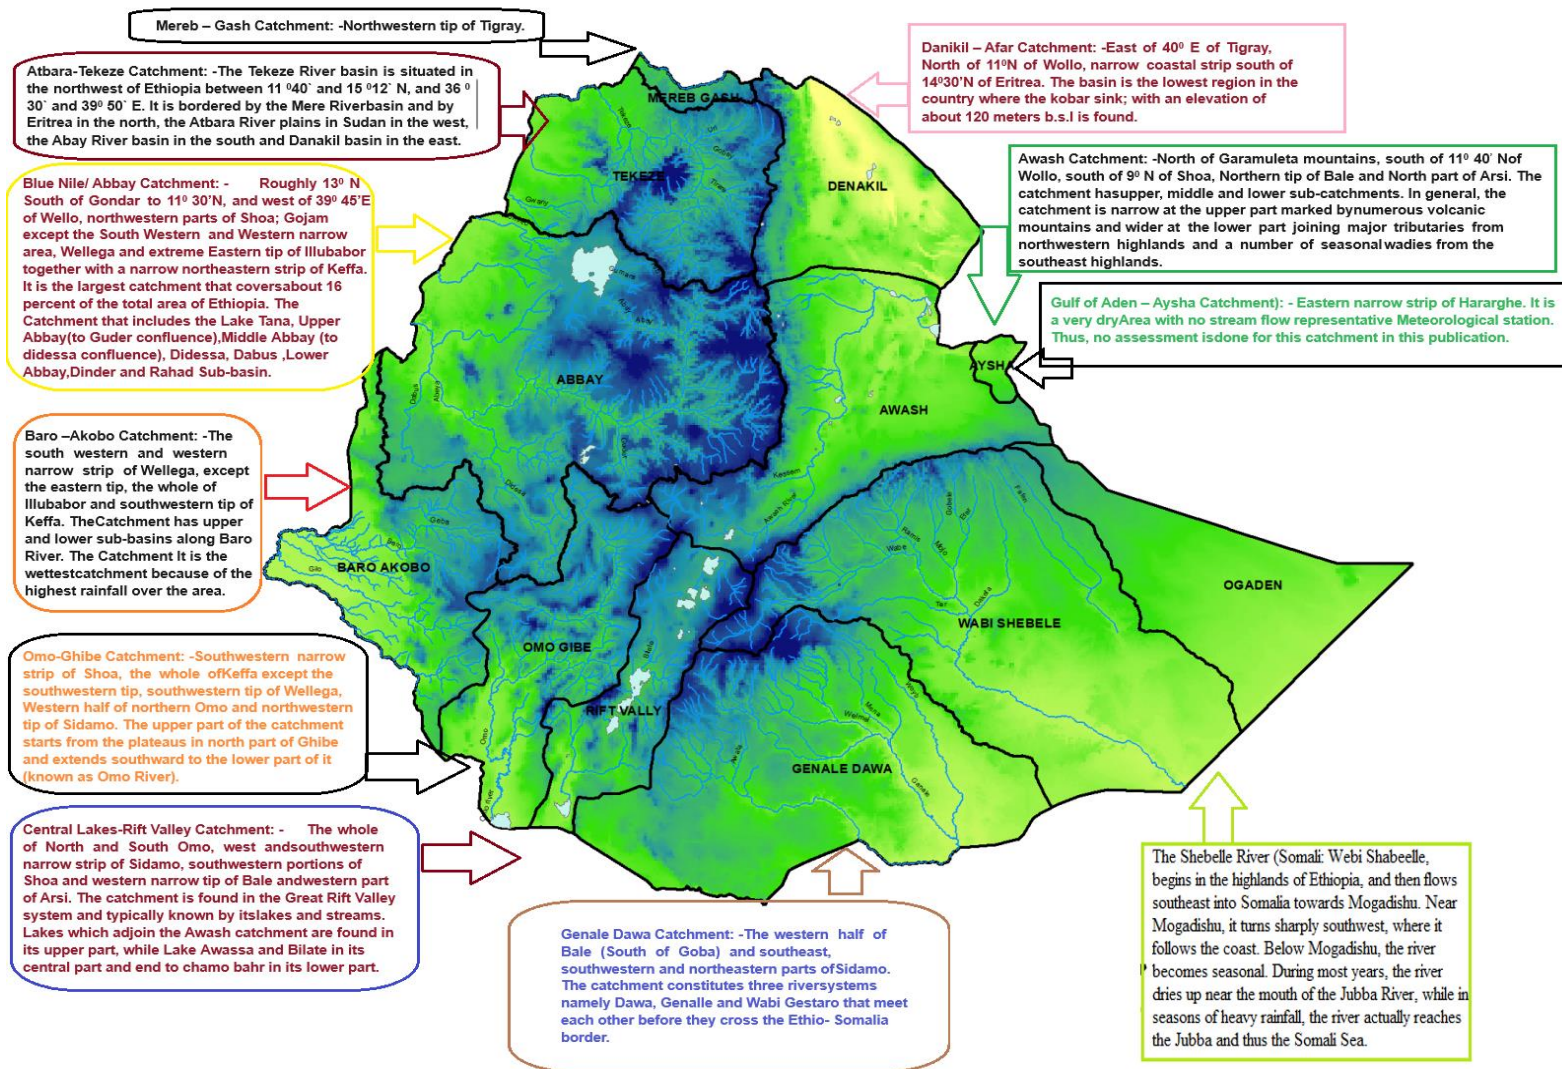 Mereb – Gash Catchment: -Northwestern tip of Tigray.
Atbara-Tekeze Catchment: -The Tekeze River basin is situated in
the northwest of Ethiopia between 11 ⁰40` and 15 ⁰12` N, and 36 ⁰
30` and 39⁰ 50` E. It is bordered by the Mere Riverbasin and by
Eritrea in the north, the Atbara River plains in Sudan in the west,
the Abay River basin in the south and Danakil basin in the east.
Blue Nile/ Abbay Catchment: - Roughly 13⁰ N
South of Gondar to 11⁰ 30’N, and west of 39⁰ 45’E
of Wello, northwestern parts of Shoa; Gojam
except the South Western and Western narrow
area, Wellega and extreme Eastern tip of Illubabor
together with a narrow northeastern strip of Keffa.
It is the largest catchment that coversabout 16
percent of the total area of Ethiopia. The
Catchment that includes the Lake Tana, Upper
Abbay(to Guder confluence),Middle Abbay (to
didessa confluence), Didessa, Dabus ,Lower
Abbay,Dinder and Rahad Sub-basin.
Baro –Akobo Catchment: -The
south western and western
narrow strip of Wellega, except
the eastern tip, the whole of
Illubabor and southwestern tip of
Keffa. TheCatchment has upper
and lower sub-basins along Baro
River. The Catchment It is the
wettestcatchment because of the
highest rainfall over the area.
Omo-Ghibe Catchment: -Southwestern narrow
strip of Shoa, the whole ofKeffa except the
southwestern tip, southwestern tip of Wellega,
Western half of northern Omo and northwestern
tip of Sidamo. The upper part of the catchment
starts from the plateaus in north part of Ghibe
and extends southward to the lower part of it
(known as Omo River).
Central Lakes-Rift Valley Catchment: - The whole
of North and South Omo, west andsouthwestern
narrow strip of Sidamo, southwestern portions of
Shoa and western narrow tip of Bale andwestern part
of Arsi. The catchment is found in the Great Rift Valley
system and typically known by itslakes and streams.
Lakes which adjoin the Awash catchment are found in
its upper part, while Lake Awassa and Bilate in its
central part and end to chamo bahr in its lower part.
Danikil – Afar Catchment: -East of 40⁰ E of Tigray,
North of 11⁰N of Wollo, narrow coastal strip south of
14⁰30’N of Eritrea. The basin is the lowest region in the
country where the kobar sink; with an elevation of
about 120 meters b.s.l is found.
Awash Catchment: -North of Garamuleta mountains, south of 11⁰ 40’ Nof
Wollo, south of 9⁰ N of Shoa, Northern tip of Bale and North part of Arsi. The
catchment hasupper, middle and lower sub-catchments. In general, the
catchment is narrow at the upper part marked bynumerous volcanic
mountains and wider at the lower part joining major tributaries from
northwestern highlands and a number of seasonalwadies from the
southeast highlands.
Gulf of Aden – Aysha Catchment): - Eastern narrow strip of Hararghe. It is
a very dryArea with no stream flow representative Meteorological station.
Thus, no assessment isdone for this catchment in this publication.
MEREB GASH
TEKEZE
DENAKIL
ABBAY
AWASH
AYSHA
BARO AKOBO
OMO GIBE
RIFT VALLY
WABI SHEBELE
OGADEN
GENALE DAWA
Tekeze
Tirare
Gumara
Dabus
Didessa
Geba
Baro
Gilo
Omo
Kessem
Awash River
Ramis
Wabe
Mojo
Gobele
Erer
Fafen
Daketa
Weyb
Mena
Welmel
Awata
Genale
Genale Dawa Catchment: -The western half of
Bale (South of Goba) and southeast,
southwestern and northeastern parts ofSidamo.
The catchment constitutes three riversystems
namely Dawa, Genalle and Wabi Gestaro that meet
each other before they cross the Ethio- Somalia
border.
The Shebelle River (Somali: Webi Shabeelle,
begins in the highlands of Ethiopia, and then flows
southeast into Somalia towards Mogadishu. Near
Mogadishu, it turns sharply southwest, where it
follows the coast. Below Mogadishu, the river
becomes seasonal. During most years, the river
dries up near the mouth of the Jubba River, while in
seasons of heavy rainfall, the river actually reaches
the Jubba and thus the Somali Sea.